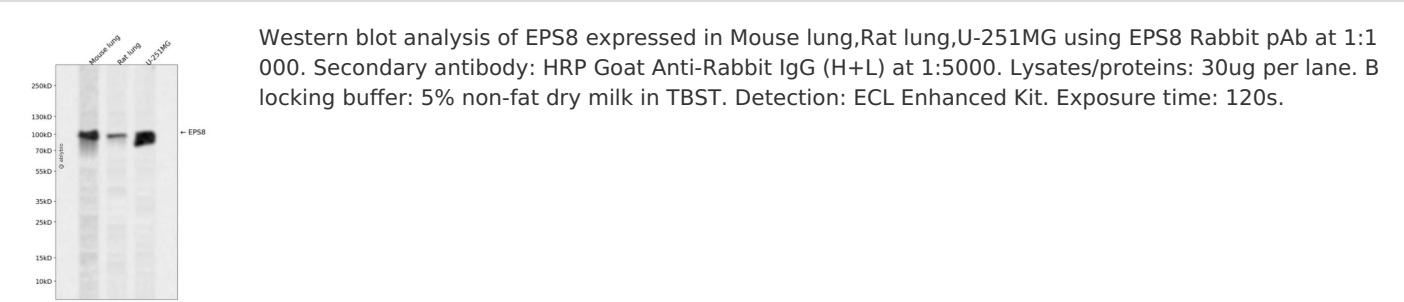 Mouse lung
Rat lung
U-251MG
250kD
130kD
100kD
70kD
55kD
35kD
25kD
15kD
10kD
← EPS8
Western blot analysis of EPS8 expressed in Mouse lung,Rat lung,U-251MG using EPS8 Rabbit pAb at 1:1
000. Secondary antibody: HRP Goat Anti-Rabbit IgG (H+L) at 1:5000. Lysates/proteins: 30ug per lane. B
locking buffer: 5% non-fat dry milk in TBST. Detection: ECL Enhanced Kit. Exposure time: 120s.